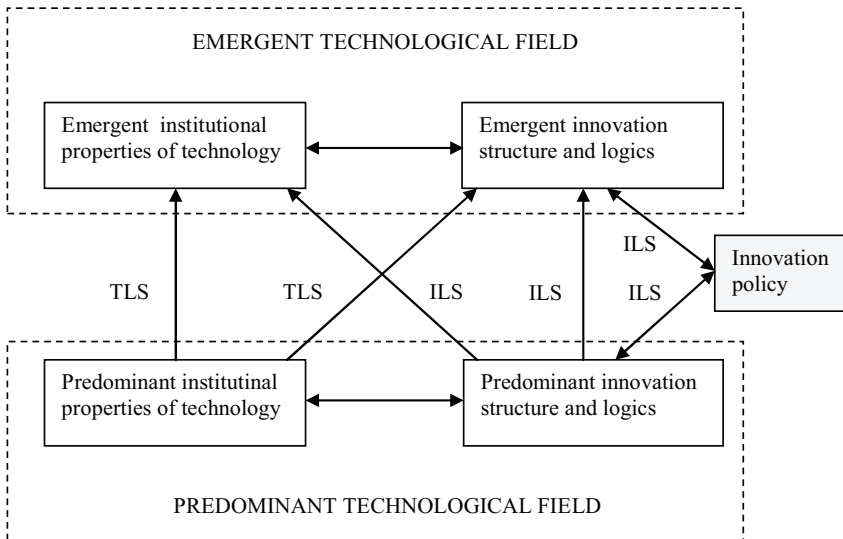 EMERGENT TECHNOLOGICAL FIELD
Emergent institutional
properties of technology
Emergent innovation
structure and logics
ILS
Innovation
policy
TLS
TLS
ILS
ILS
ILS
Predominant institutinal
properties of technology
Predominant innovation
structure and logics
PREDOMINANT TECHNOLOGICAL FIELD